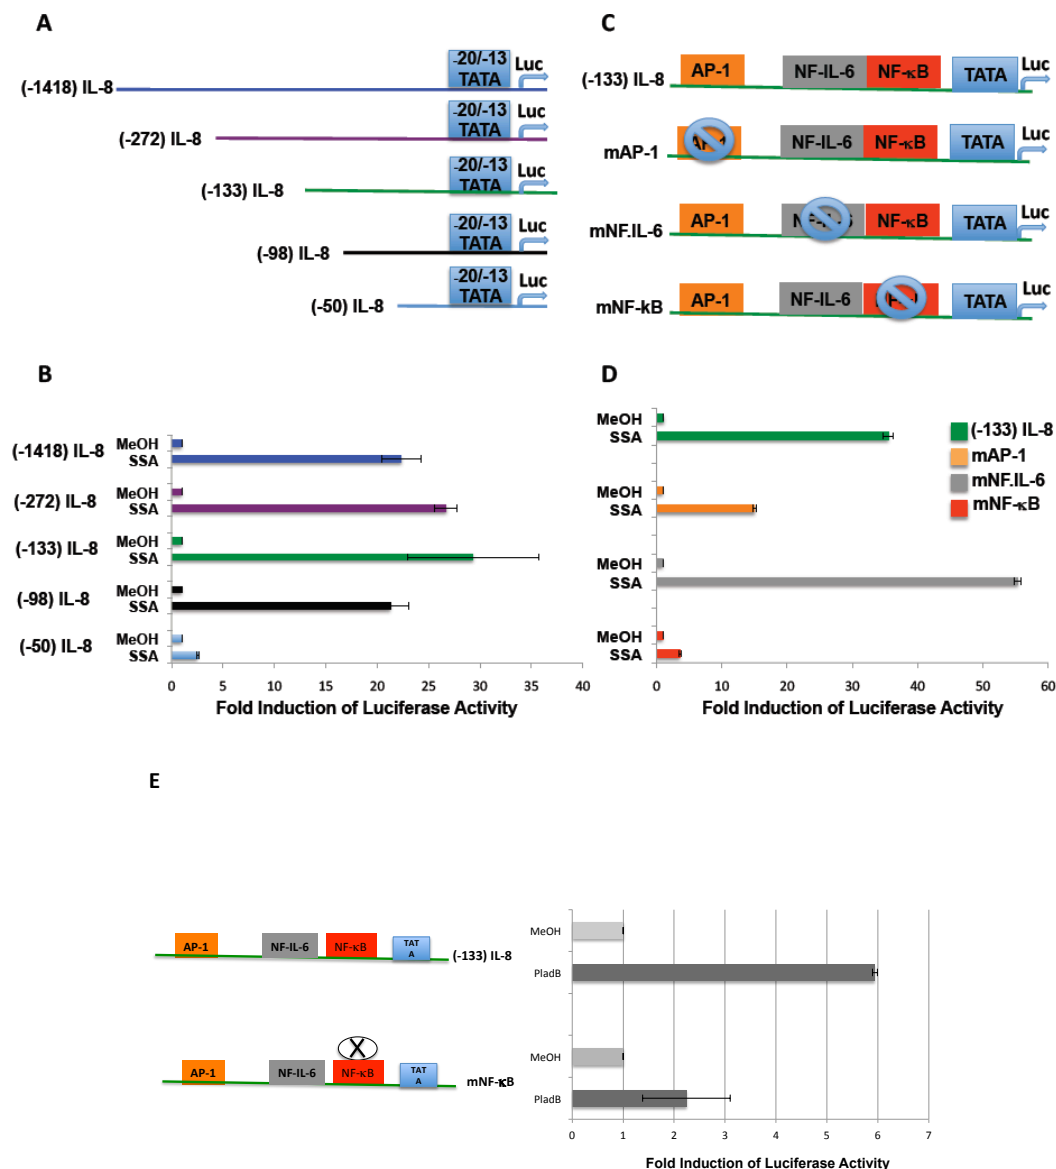 A
-20/-13
TATA
Luc
(-1418) IL-8
-20/-13
TATA
Luc
(-272) IL-8
-20/-13
TATA
Luc
(-133) IL-8
-20/-13
TATA
Luc
(-98) IL-8
-20/-13
TATA
Luc
(-50) IL-8
C
(-133) IL-8 AP-1 NF-IL-6 NF-κB TATA Luc
mAP-1 NF-IL-6 NF-κB TATA Luc
mNF.IL-6 AP-1 NF-κB TATA Luc
mNF-kB AP-1 NF-IL-6 TATA Luc
B
(-1418) IL-8
MeOH
SSA
(-272) IL-8
MeOH
SSA
(-133) IL-8
MeOH
SSA
(-98) IL-8
MeOH
SSA
(-50) IL-8
MeOH
SSA
0 5 10 15 20 25 30 35 40
Fold Induction of Luciferase Activity
D
MeOH
SSA
MeOH
SSA
MeOH
SSA
MeOH
SSA
(-133) IL-8
mAP-1
mNF.IL-6
mNF-κB
0 10 20 30 40 50 60
Fold Induction of Luciferase Activity
E
AP-1 NF-IL-6 NF-κB TAT
A
(-133) IL-8
X
AP-1 NF-IL-6 NF-κB TAT
A
mNF-κB
MeOH
PladB
MeOH
PladB
0 1 2 3 4 5 6 7
Fold Induction of Luciferase Activity